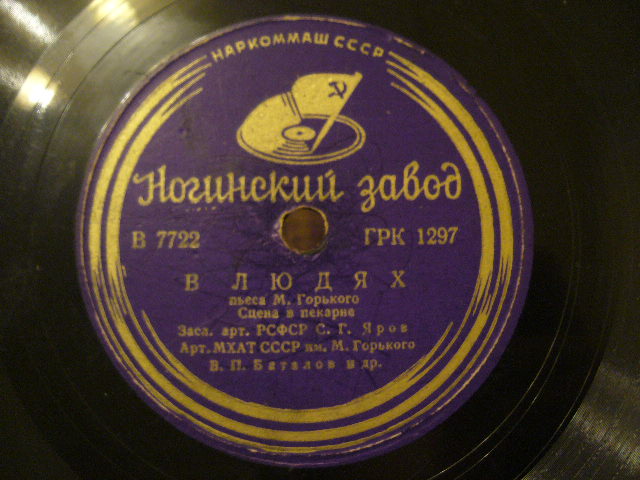 НАРКОММАШ СССР
Ногинский завод
В 7722 ГРК 1297
В ЛЮДЯХ
пьеса М. Горького
Сцена в пекарне
Засл. арт. РСФСР С. Г. Яров
Арт. МХАТ СССР им. М. Горького
В. П. Баталов и др.